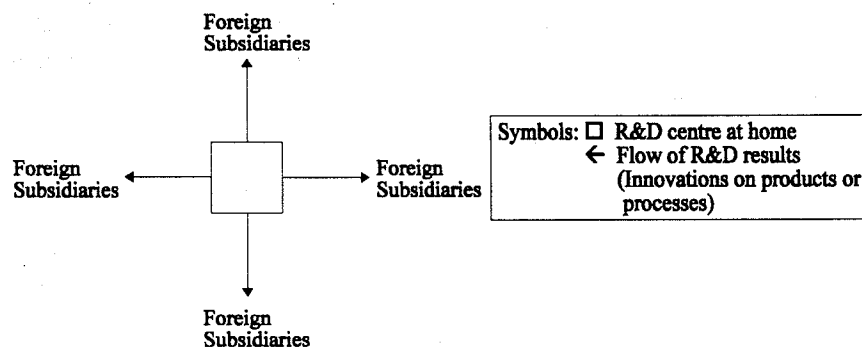 Foreign
Subsidiaries
Foreign
Subsidiaries
Foreign
Subsidiaries
Symbols: □ R&D centre at home
← Flow of R&D results
(Innovations on products or
processes)
Foreign
Subsidiaries